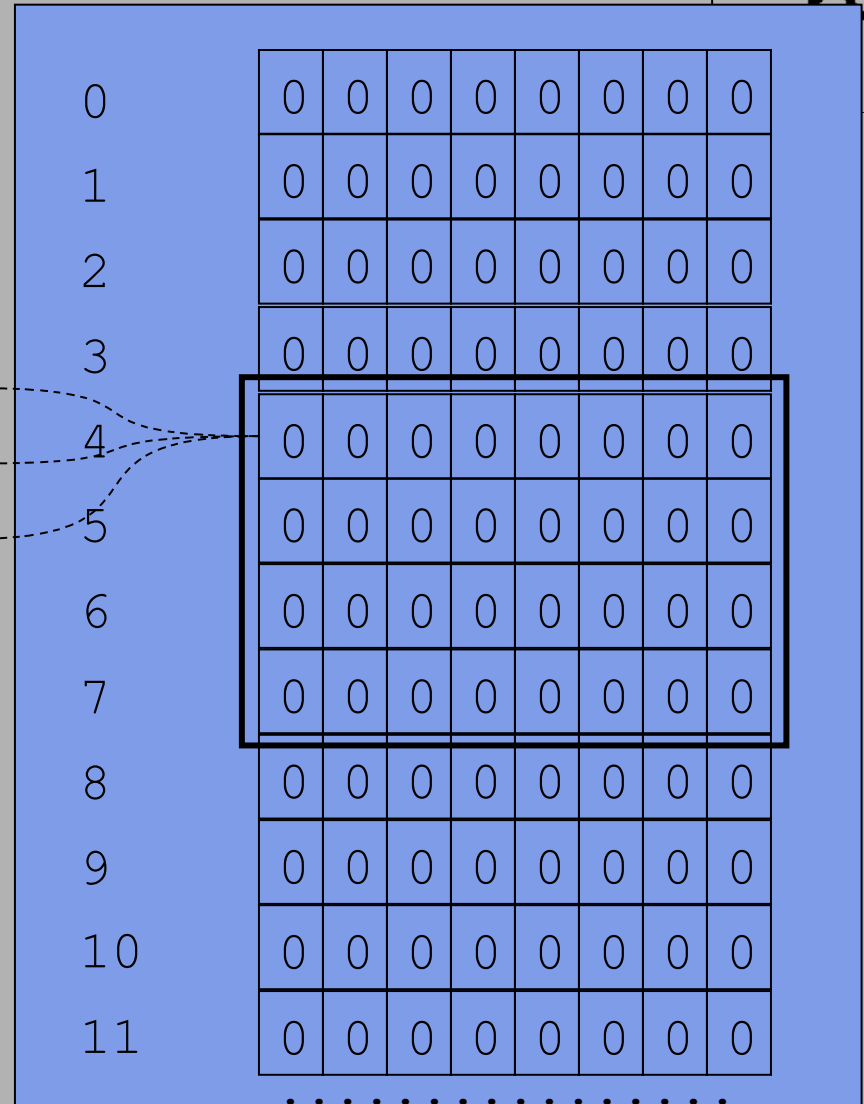 0 0 0 0 0 0 0 0 0
1 0 0 0 0 0 0 0 0
2 0 0 0 0 0 0 0 0
3 0 0 0 0 0 0 0 0
4 0 0 0 0 0 0 0 0
5 0 0 0 0 0 0 0 0
6 0 0 0 0 0 0 0 0
7 0 0 0 0 0 0 0 0
8 0 0 0 0 0 0 0 0
9 0 0 0 0 0 0 0 0
10 0 0 0 0 0 0 0 0
11 0 0 0 0 0 0 0 0